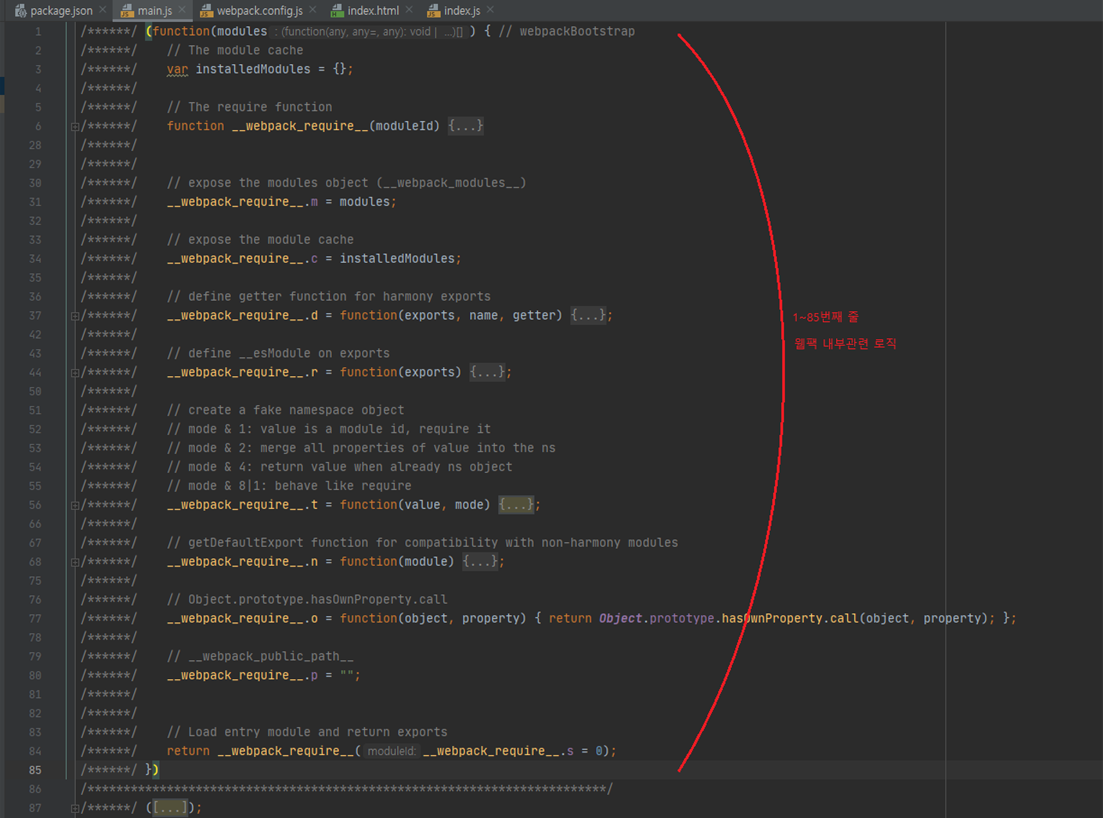 package.json × main.js × webpack.config.js × index.html × index.js ×
1 /******/ (function(modules : (function(any, any=, any): void | …)[] ) { // webpackBootstrap
2 /******/ // The module cache
3 /******/ var installedModules = {};
4 /******/
5 /******/ // The require function
6 /******/ function __webpack_require__(moduleId) {...}
28 /******/
29 /******/
30 /******/ // expose the modules object (__webpack_modules__)
31 /******/ __webpack_require__.m = modules;
32 /******/
33 /******/ // expose the module cache
34 /******/ __webpack_require__.c = installedModules;
35 /******/
36 /******/ // define getter function for harmony exports
37 /******/ __webpack_require__.d = function(exports, name, getter) {...};
1~85번째 줄
42 /******/
43 /******/ // define __esModule on exports
웹팩 내부관련 로직
44 /******/ __webpack_require__.r = function(exports) {...};
50 /******/
51 /******/ // create a fake namespace object
52 /******/ // mode & 1: value is a module id, require it
53 /******/ // mode & 2: merge all properties of value into the ns
54 /******/ // mode & 4: return value when already ns object
55 /******/ // mode & 8|1: behave like require
56 /******/ __webpack_require__.t = function(value, mode) {...};
66 /******/
67 /******/ // getDefaultExport function for compatibility with non-harmony modules
68 /******/ __webpack_require__.n = function(module) {...};
75 /******/
76 /******/ // Object.prototype.hasOwnProperty.call
77 /******/ __webpack_require__.o = function(object, property) { return Object.prototype.hasOwnProperty.call(object, property); };
78 /******/
79 /******/ // __webpack_public_path__
80 /******/ __webpack_require__.p = "";
81 /******/
82 /******/
83 /******/ // Load entry module and return exports
84 /******/ return __webpack_require__( moduleId: __webpack_require__.s = 0);
85 /******/ })
86 /************************************************************************/
87 /******/ ([...]);